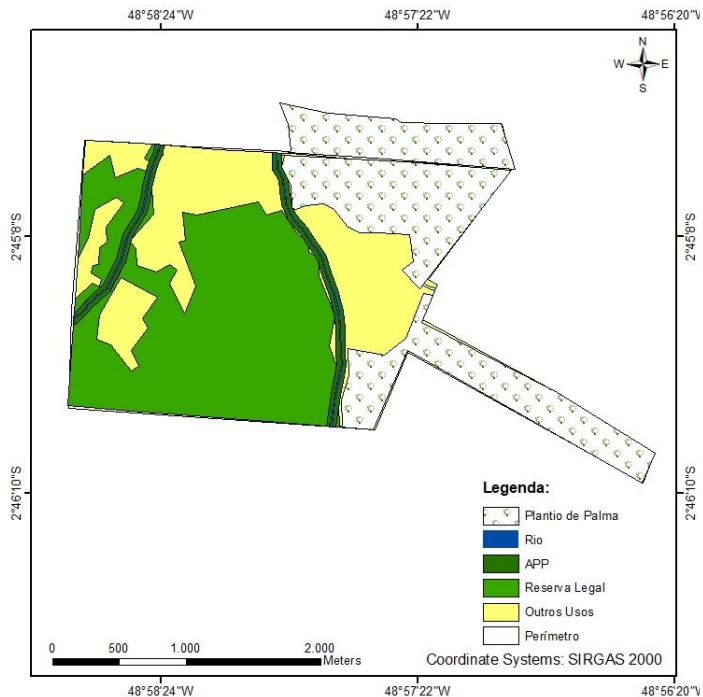 48°58'24"W 48°57'22"W 48°56'20"W
N
W E
S
2°45'8"S 2°45'8"S
2°46'10"S 2°46'10"S
Legenda:
Plantio de Palma
Rio
APP
Reserva Legal
Outros Usos
Perímetro
0 500 1.000 2.000
Meters
Coordinate Systems: SIRGAS 2000
48°58'24"W 48°57'22"W 48°56'20"W